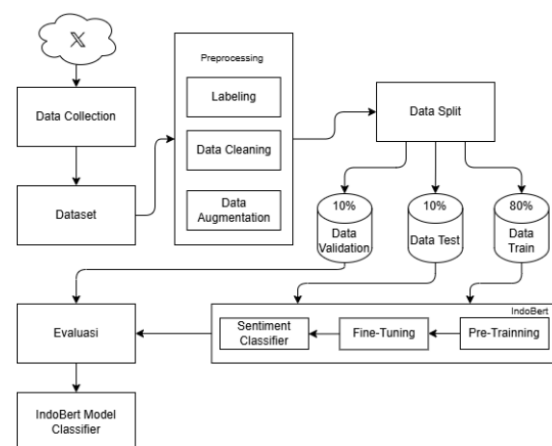 𝕏
Preprocessing
Labeling
Data Collection
Data Split
Data Cleaning
Dataset
Data
Augmentation
10%
Data
Validation
10%
Data Test
80%
Data
Train
IndoBert
Evaluasi
Sentiment
Classifier
Fine-Tuning
Pre-Trainning
IndoBert Model
Classifier